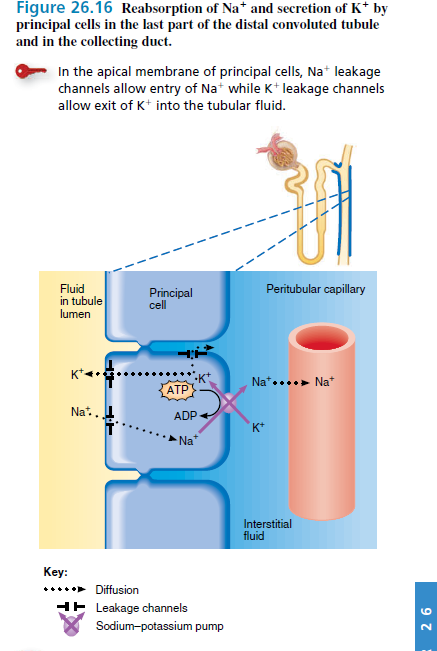 Figure 26.16 Reabsorption of Na⁺ and secretion of K⁺ by
principal cells in the last part of the distal convoluted tubule
and in the collecting duct.
In the apical membrane of principal cells, Na⁺ leakage
channels allow entry of Na⁺ while K⁺ leakage channels
allow exit of K⁺ into the tubular fluid.
Fluid
in tubule
lumen
Principal
cell
Peritubular capillary
K⁺
K⁺
ATP
Na⁺
Na⁺
Na⁺
ADP
K⁺
Na⁺
Interstitial
fluid
Key:
Diffusion
Leakage channels
Sodium–potassium pump
26